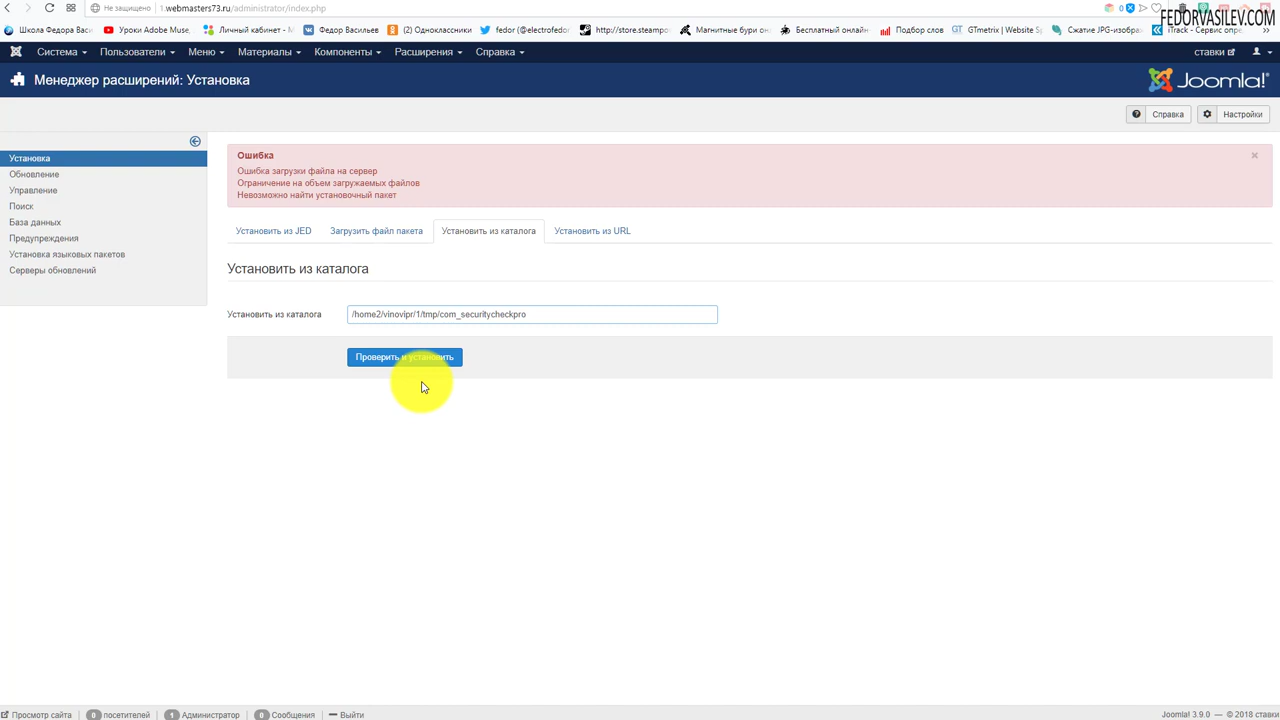 Не защищено
1.webmasters73.ru/administrator/index.php
0
FEDORVASILEV.COM
Школа Федора Васи
Уроки Adobe Muse,
Личный кабинет - М
Федор Васильев
(2) Одноклассники
fedor (@electrofedor
http://store.steampo
Магнитные бури он
Бесплатный онлайн
Подбор слов
GTmetrix | Website Sp
Сжатие JPG-изобра
iTrack - Сервис опре
Система
Пользователи
Меню
Материалы
Компоненты
Расширения
Справка
ставки
Менеджер расширений: Установка
Joomla!®
Справка
Настройки
Установка
Обновление
Управление
Поиск
База данных
Предупреждения
Установка языковых пакетов
Серверы обновлений
Ошибка
Ошибка загрузки файла на сервер
Ограничение на объем загружаемых файлов
Невозможно найти установочный пакет
Установить из JED
Загрузить файл пакета
Установить из каталога
Установить из URL
Установить из каталога
Установить из каталога
/home2/vinovipr/1/tmp/com_securitycheckpro
Проверить и установить
Просмотр сайта
0 посетителей
1 Администратор
0 Сообщения
Выйти
Joomla! 3.9.0 — © 2018 ставки